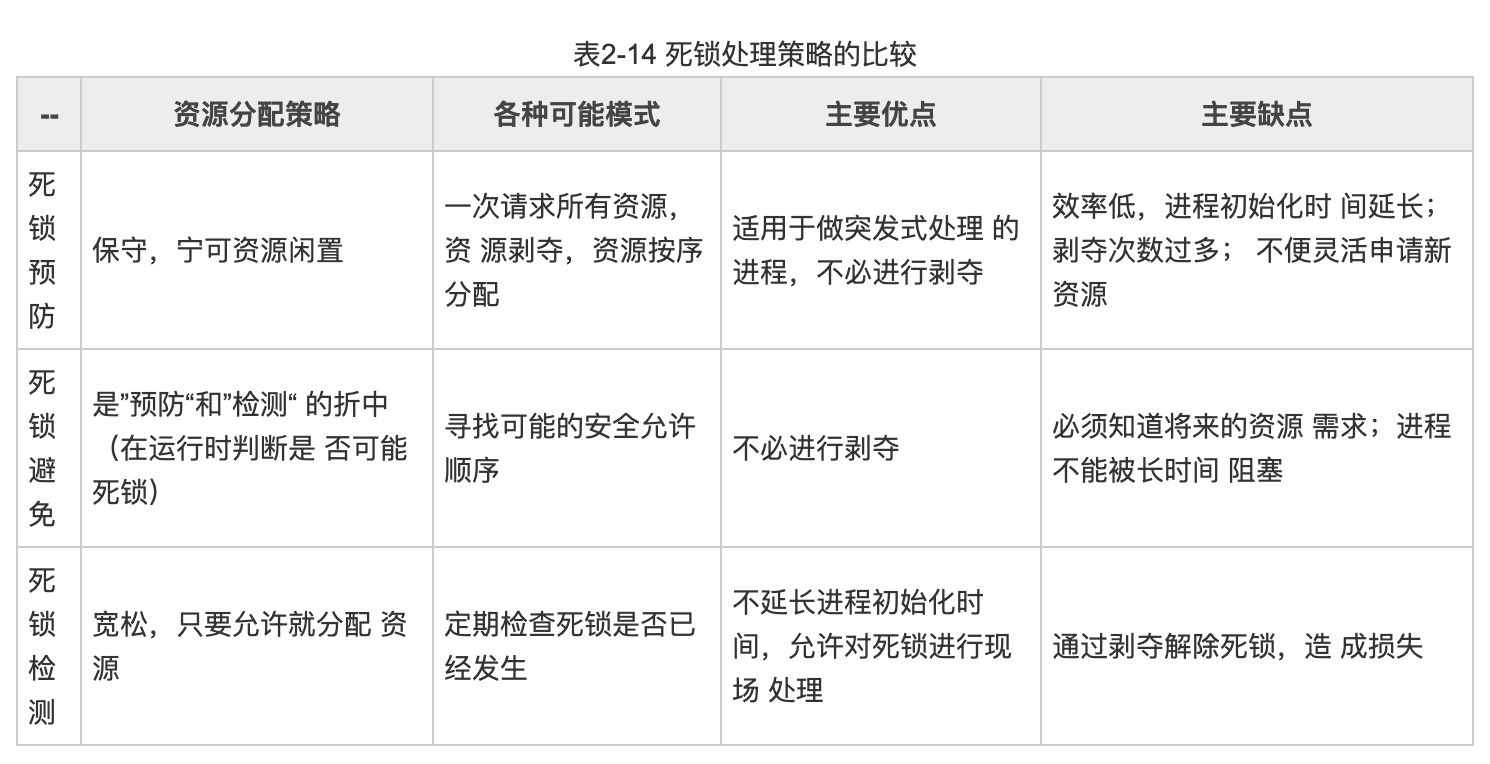 表2-14 死锁处理策略的比较
-- 资源分配策略 各种可能模式 主要优点 主要缺点
死
锁
预
防
保守，宁可资源闲置
一次请求所有资源，
资 源剥夺，资源按序
分配
适用于做突发式处理 的
进程，不必进行剥夺
效率低，进程初始化时 间延长；
剥夺次数过多； 不便灵活申请新
资源
死
锁
避
免
是”预防“和”检测“ 的折中
（在运行时判断是 否可能
死锁）
寻找可能的安全允许
顺序
不必进行剥夺
必须知道将来的资源 需求；进程
不能被长时间 阻塞
死
锁
检
测
宽松，只要允许就分配 资
源
定期检查死锁是否已
经发生
不延长进程初始化时
间，允许对死锁进行现
场 处理
通过剥夺解除死锁，造 成损失